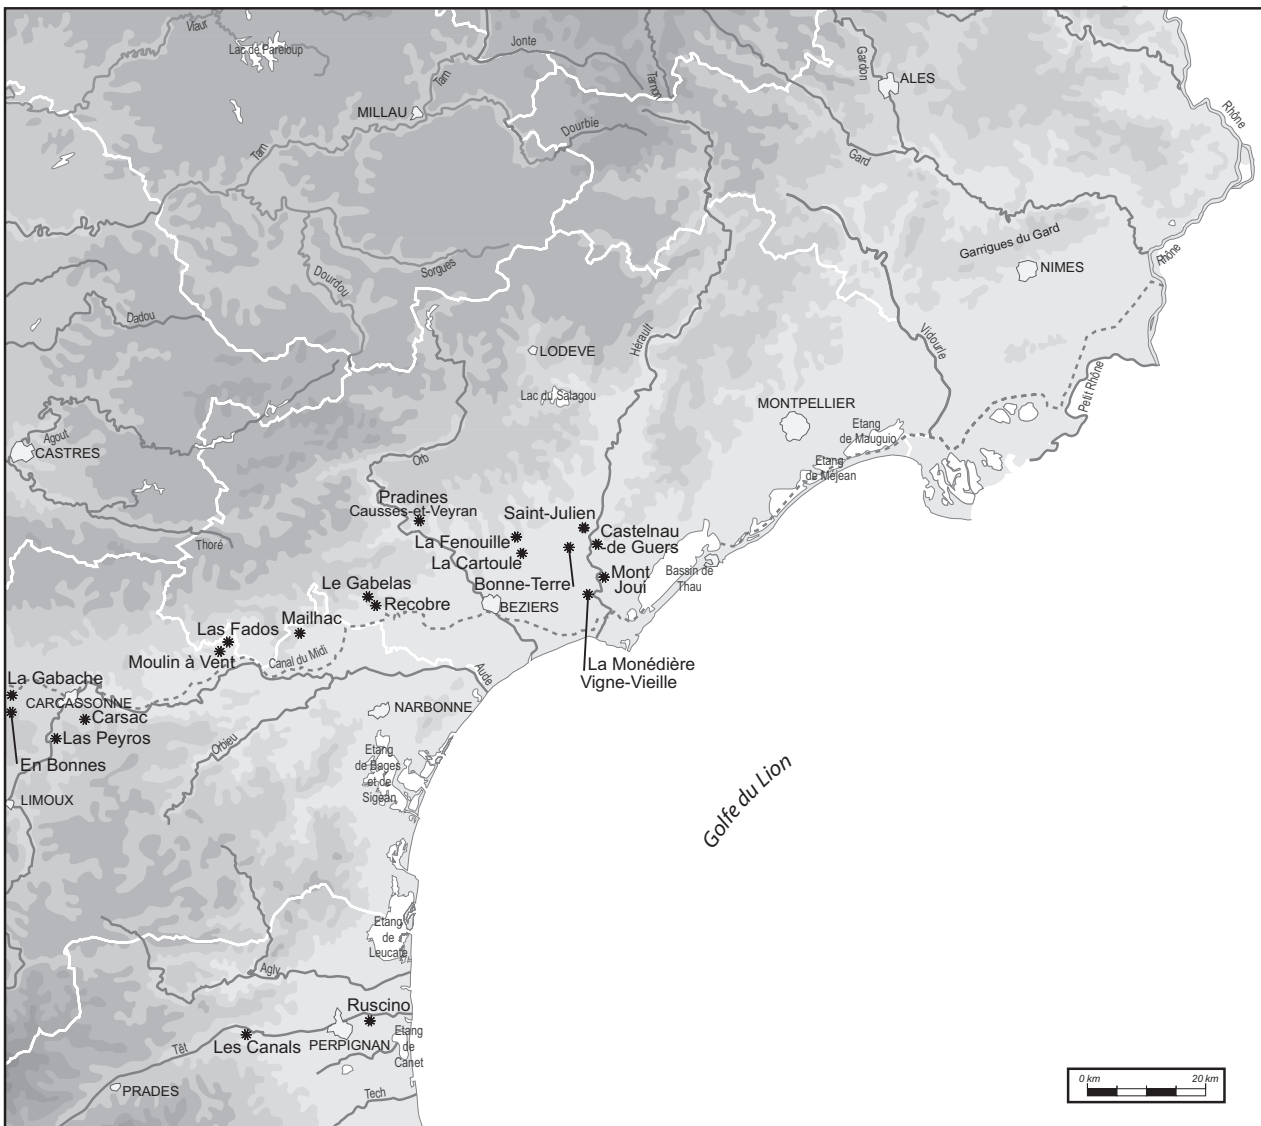 Viaur
Lac de Pareloup
Jonte
Tarn
Tarnon
Gardon
ALES
MILLAU
Rhône
Dourbie
Tarn
Gard
Garrigues du Gard
NIMES
Rhône
Sorgues
Dourdou
Dadou
Hérault
Vidourle
LODEVE
Petit Rhône
Lac du Salagou
MONTPELLIER
Etang
de Mauguio
Agout
CASTRES
Orb
Etang
de Mejean
Pradines
Causses-et-Veyran
Saint-Julien
Castelnau
-de Guers
La Fenouille
La Cartoule
Thoré
Bonne-Terre
Mont
Joui
Bassin de
Thau
Le Gabelas
Recobre
BEZIERS
Mailhac
Las Fados
Moulin à Vent
Canal du Midi
La Monédière
Vigne-Vieille
Aude
La Gabache
CARCASSONNE
Carsac
NARBONNE
Las Peyros
Orbieu
En Bonnes
Etang
de Bages
et de
Sigean
Golfe du Lion
LIMOUX
Etang
de
Leucate
Agly
Ruscino
Les Canals
PERPIGNAN
Etang
de
Canet
Têt
PRADES
Tech
0 km 20 km